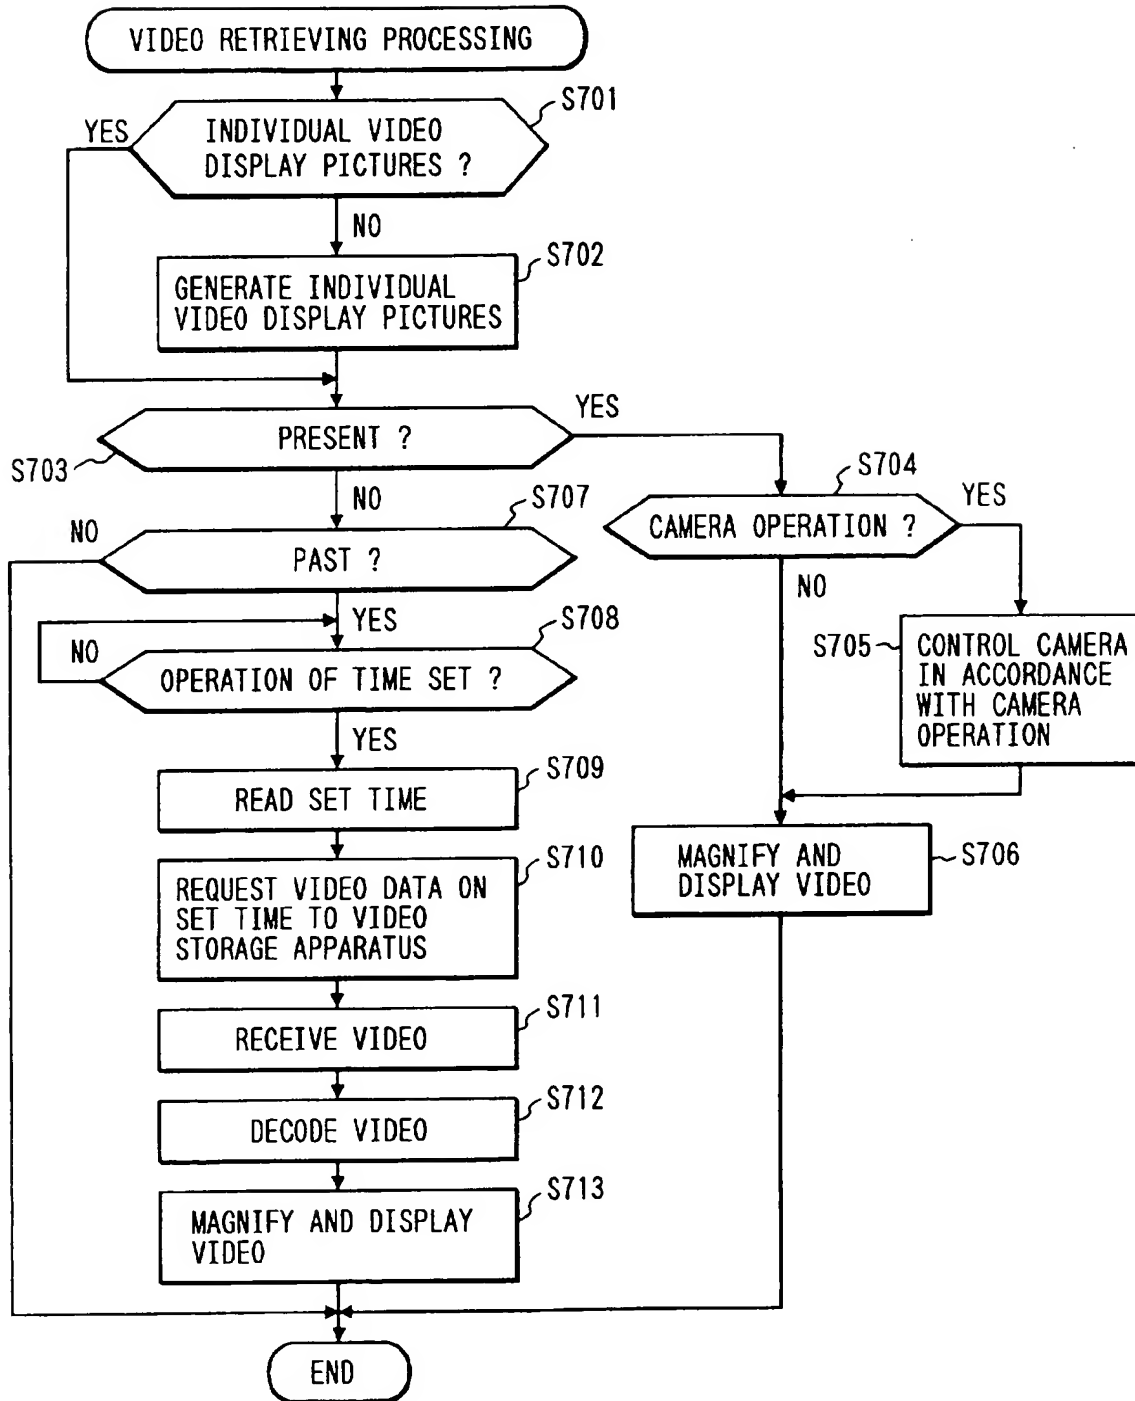 VIDEO RETRIEVING PROCESSING
S701
YES
INDIVIDUAL VIDEO
DISPLAY PICTURES ?
NO
S702
GENERATE INDIVIDUAL
VIDEO DISPLAY PICTURES
YES
PRESENT ?
S703
S704
NO
S707
YES
NO
CAMERA OPERATION ?
PAST ?
NO
YES
S708
S705
CONTROL CAMERA
IN ACCORDANCE
WITH CAMERA
OPERATION
NO
OPERATION OF TIME SET ?
YES
S709
READ SET TIME
S710
MAGNIFY AND
DISPLAY VIDEO
S706
REQUEST VIDEO DATA ON
SET TIME TO VIDEO
STORAGE APPARATUS
S711
RECEIVE VIDEO
S712
DECODE VIDEO
S713
MAGNIFY AND DISPLAY
VIDEO
END